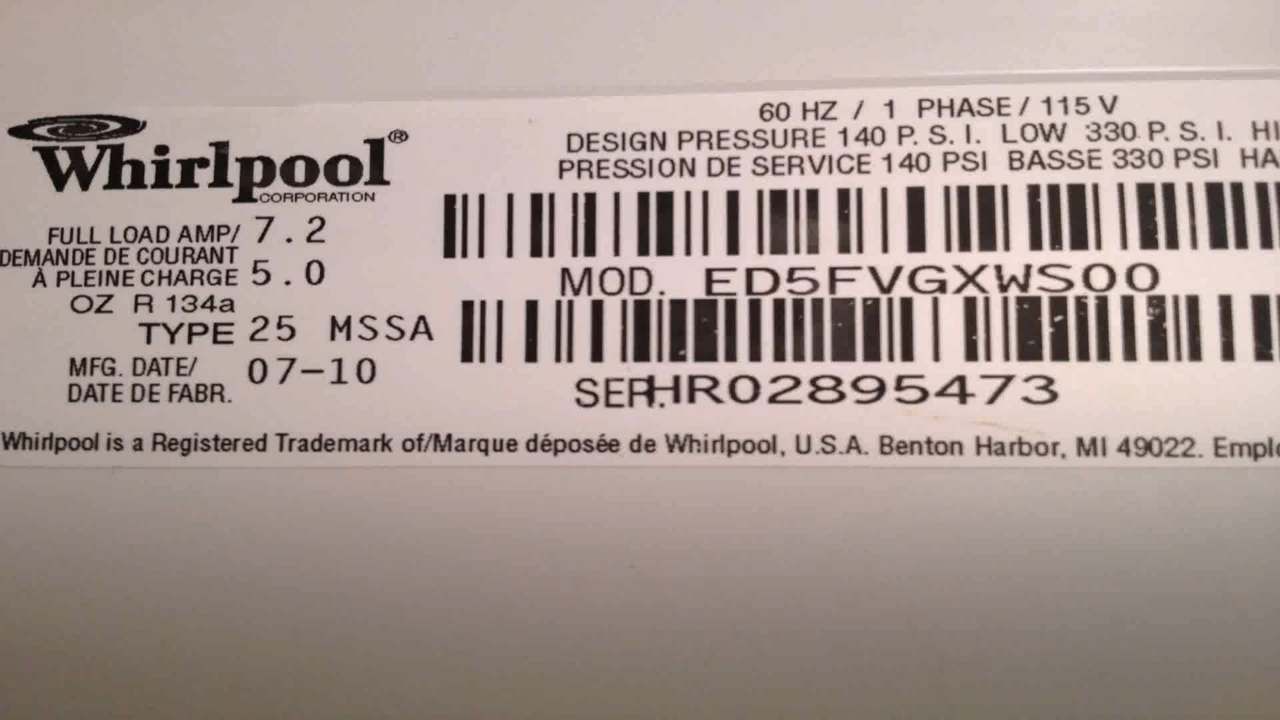 Whirlpool®
CORPORATION
60 HZ / 1 PHASE / 115 V
DESIGN PRESSURE 140 P. S. I. LOW 330 P. S. I. HI
PRESSION DE SERVICE 140 PSI BASSE 330 PSI HA
FULL LOAD AMP/ 7.2
DEMANDE DE COURANT
À PLEINE CHARGE 5.0
OZ R 134a
TYPE 25 MSSA
MFG. DATE/ 07-10
DATE DE FABR.
MOD. ED5FVGXWS00
SER. HR02895473
Whirlpool is a Registered Trademark of/Marque déposée de Whirlpool, U.S.A. Benton Harbor, MI 49022. Emplo